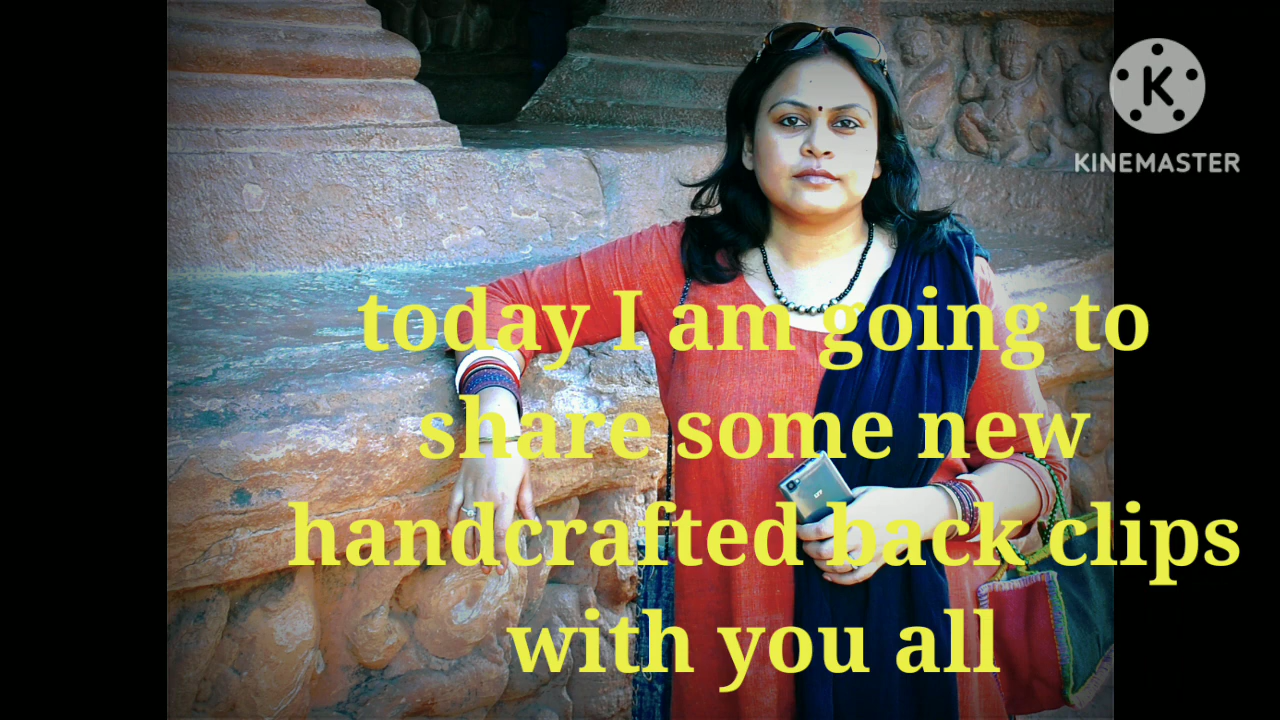 KINEMASTER
today I am going to
share some new
handcrafted back clips
with you all